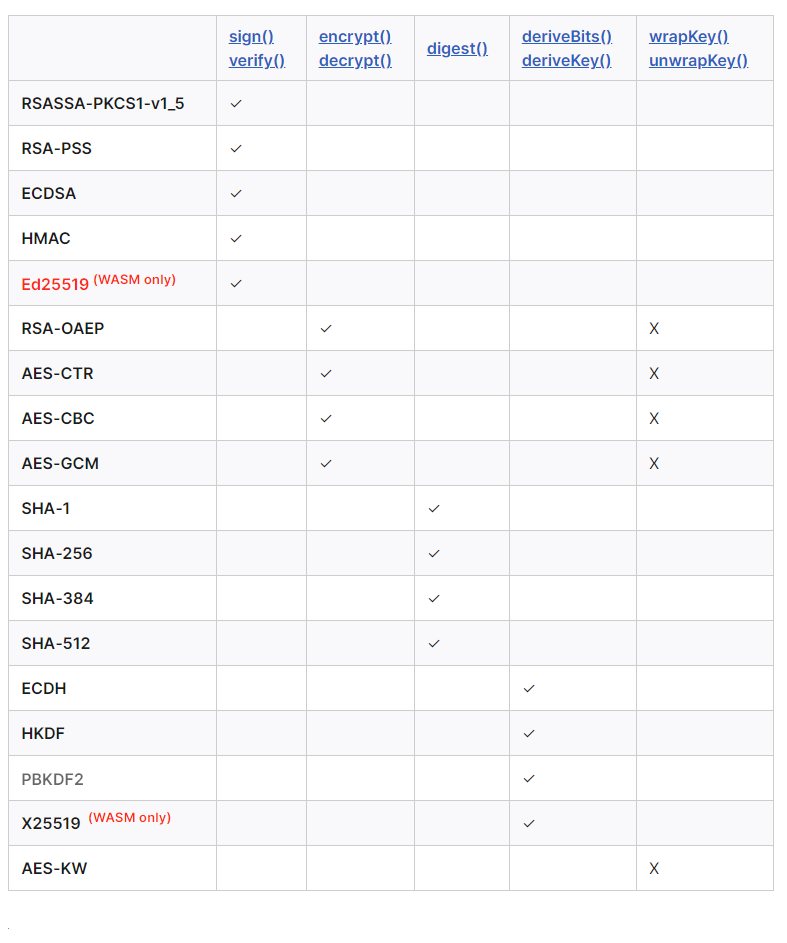 sign() encrypt() digest() deriveBits() wrapKey()
verify() decrypt() deriveKey() unwrapKey()
RSASSA-PKCS1-v1_5 ✓
RSA-PSS ✓
ECDSA ✓
HMAC ✓
Ed25519 (WASM only) ✓
RSA-OAEP ✓ X
AES-CTR ✓ X
AES-CBC ✓ X
AES-GCM ✓ X
SHA-1 ✓
SHA-256 ✓
SHA-384 ✓
SHA-512 ✓
ECDH ✓
HKDF ✓
PBKDF2 ✓
X25519 (WASM only) ✓
AES-KW X